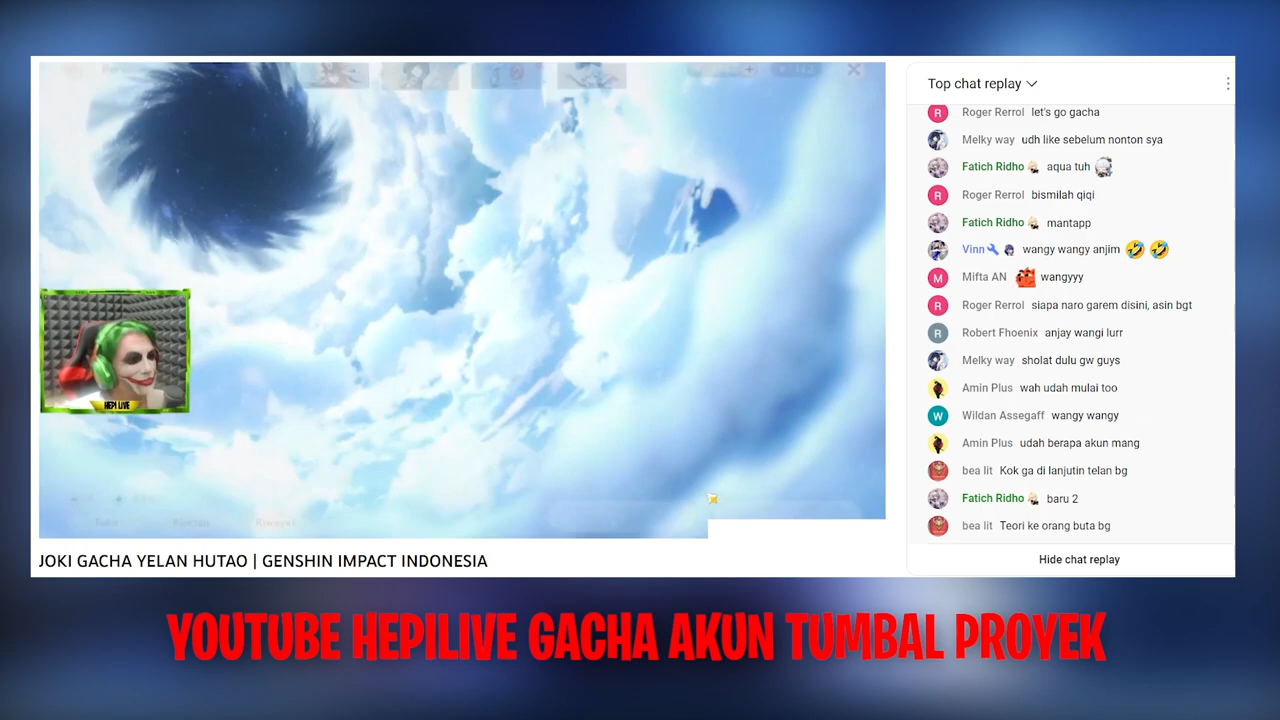 Top chat replay
Roger Rerrol let's go gacha
Melky way udh like sebelum nonton sya
Fatich Ridho aqua tuh
Roger Rerrol bismilah qiqi
Fatich Ridho mantapp
Vinn wangy wangy anjim
Mifta AN wangyyy
Roger Rerrol siapa naro garem disini, asin bgt
Robert Fhoenix anjay wangi lurr
Melky way sholat dulu gw guys
Amin Plus wah udah mulai too
Wildan Assegaff wangy wangy
Amin Plus udah berapa akun mang
bea lit Kok ga di lanjutin telan bg
Fatich Ridho baru 2
bea lit Teori ke orang buta bg
Hide chat replay
HEPI LIVE
Riwayat
JOKI GACHA YELAN HUTAO | GENSHIN IMPACT INDONESIA
YOUTUBE HEPILIVE GACHA AKUN TUMBAL PROYEK